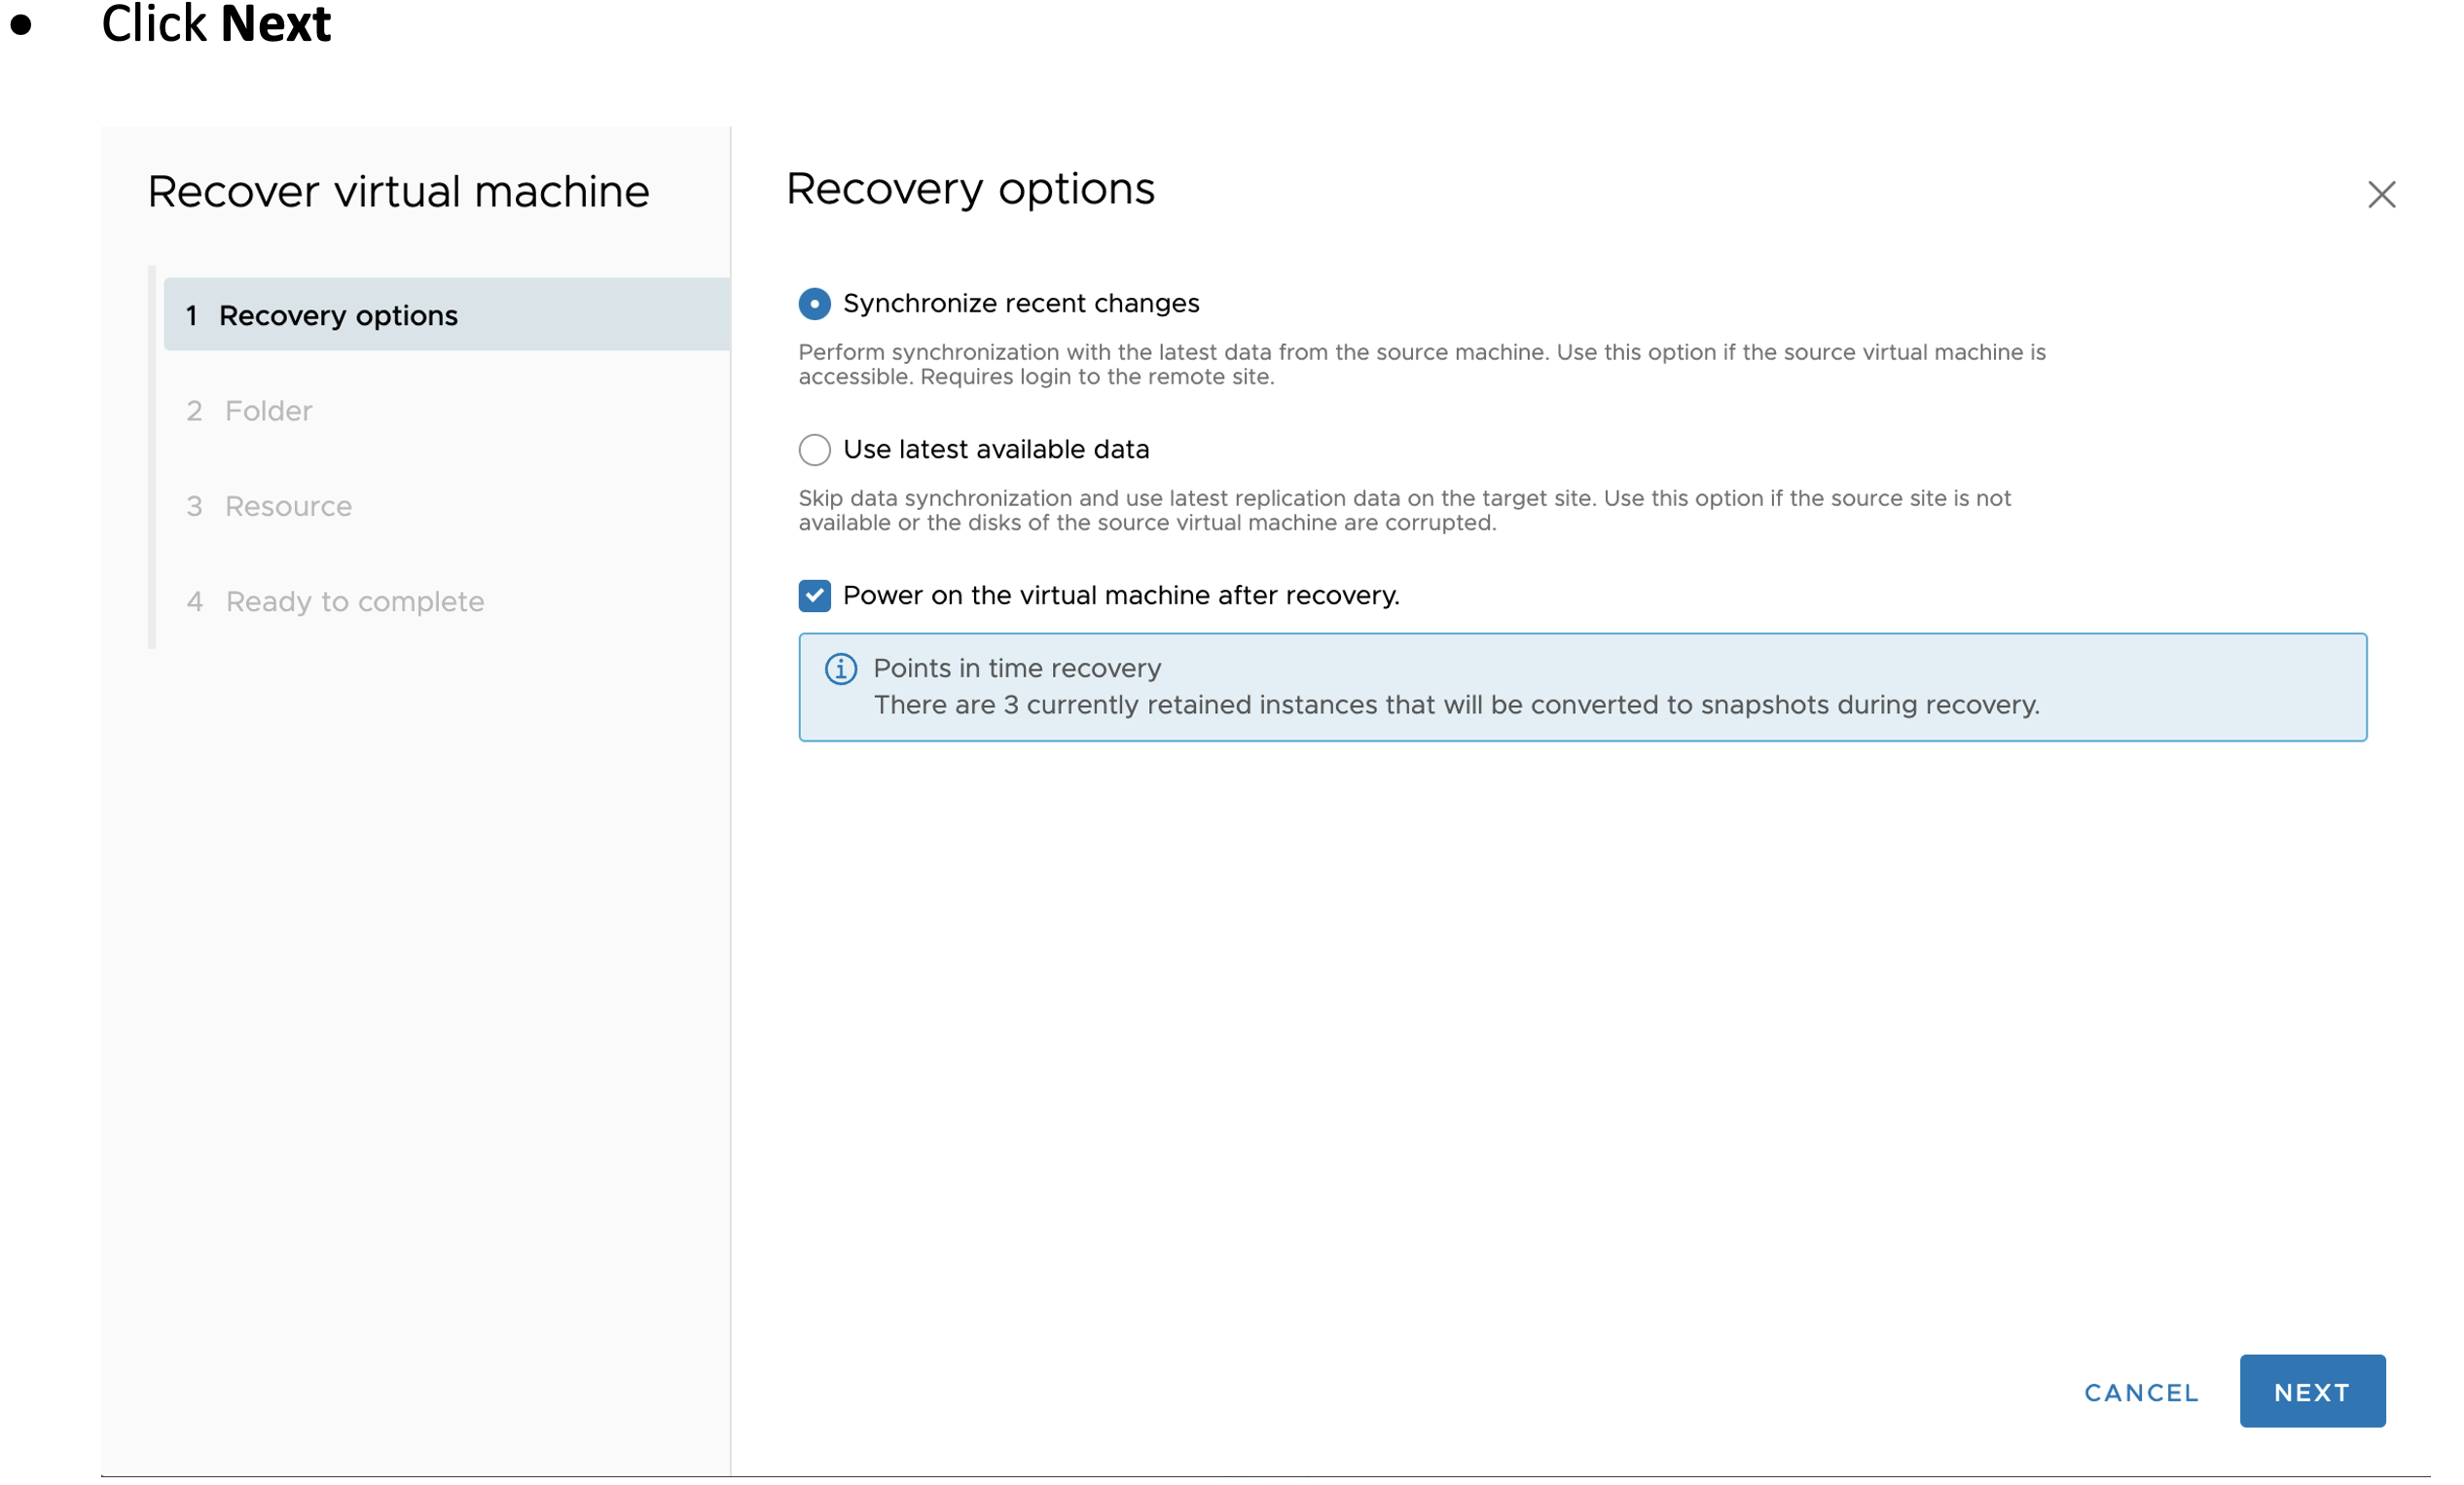 • Click Next
Recover virtual machine
1 Recovery options
2 Folder
3 Resource
4 Ready to complete
Recovery options
Synchronize recent changes
Perform synchronization with the latest data from the source machine. Use this option if the source virtual machine is
accessible. Requires login to the remote site.
Use latest available data
Skip data synchronization and use latest replication data on the target site. Use this option if the source site is not
available or the disks of the source virtual machine are corrupted.
Power on the virtual machine after recovery.
Points in time recovery
There are 3 currently retained instances that will be converted to snapshots during recovery.
CANCEL NEXT